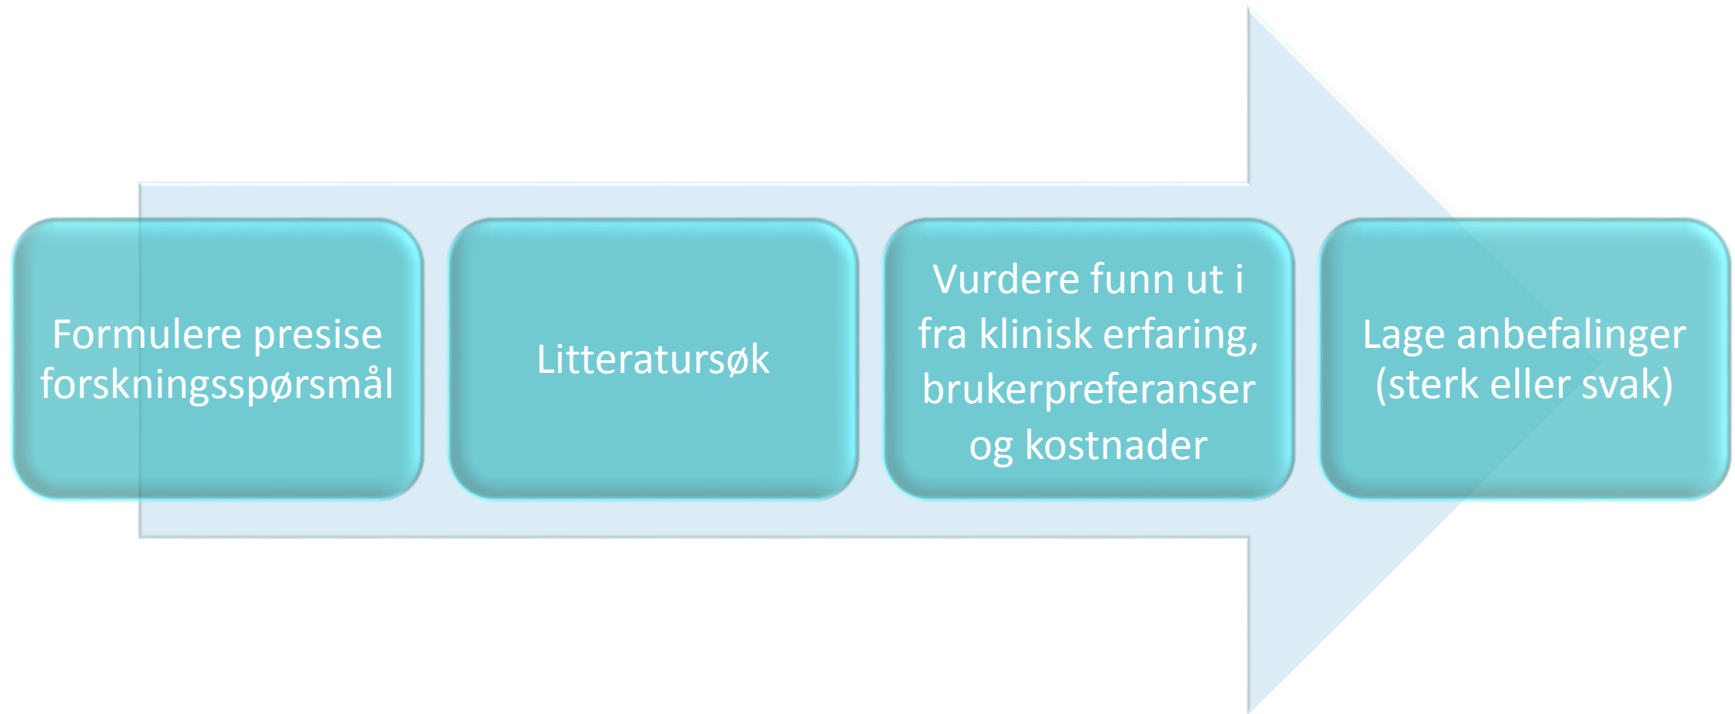 Formulere presise
forskningsspørsmål
Litteratursøk
Vurdere funn ut i
fra klinisk erfaring,
brukerpreferanser
og kostnader
Lage anbefalinger
(sterk eller svak)